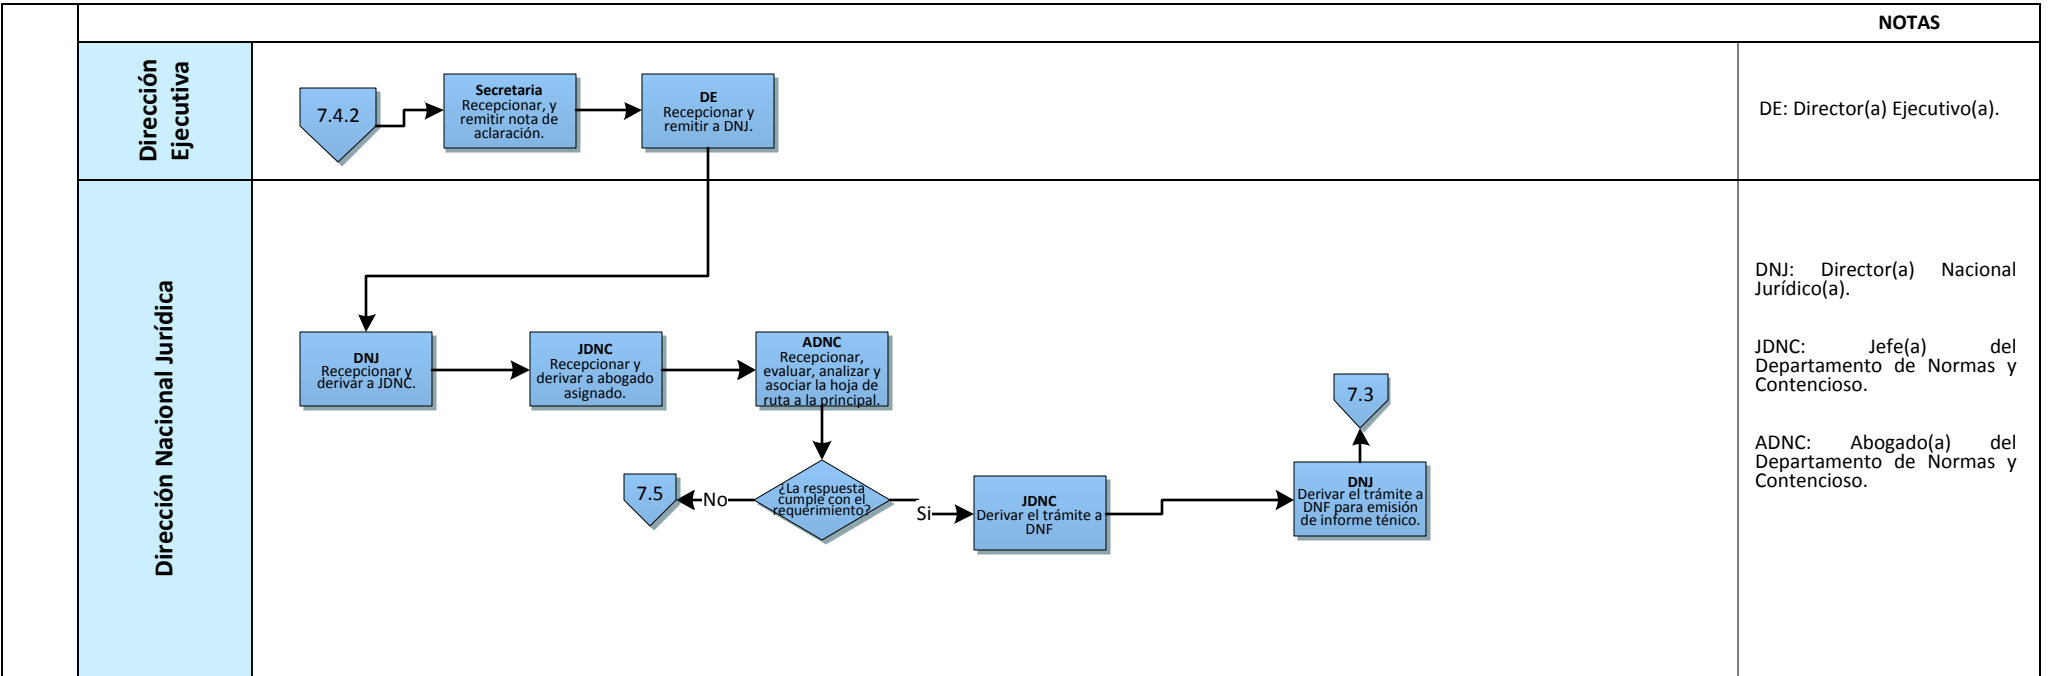 NOTAS
Dirección
Ejecutiva
7.4.2
Secretaria
Recepcionar, y
remitir nota de
aclaración.
DE
Recepcionar y
remitir a DNJ.
DE: Director(a) Ejecutivo(a).
Dirección Nacional Jurídica
DNJ
Recepcionar y
derivar a JDNC.
JDNC
Recepcionar y
derivar a abogado
asignado.
ADNC
Recepcionar,
evaluar, analizar y
asociar la hoja de
ruta a la principal.
¿La respuesta
cumple con el
requerimiento?
No
7.5
Si
JDNC
Derivar el trámite a
DNF
DNJ
Derivar el trámite a
DNF para emisión
de informe ténico.
7.3
DNJ: Director(a) Nacional
Jurídico(a).
JDNC: Jefe(a) del
Departamento de Normas y
Contencioso.
ADNC: Abogado(a) del
Departamento de Normas y
Contencioso.